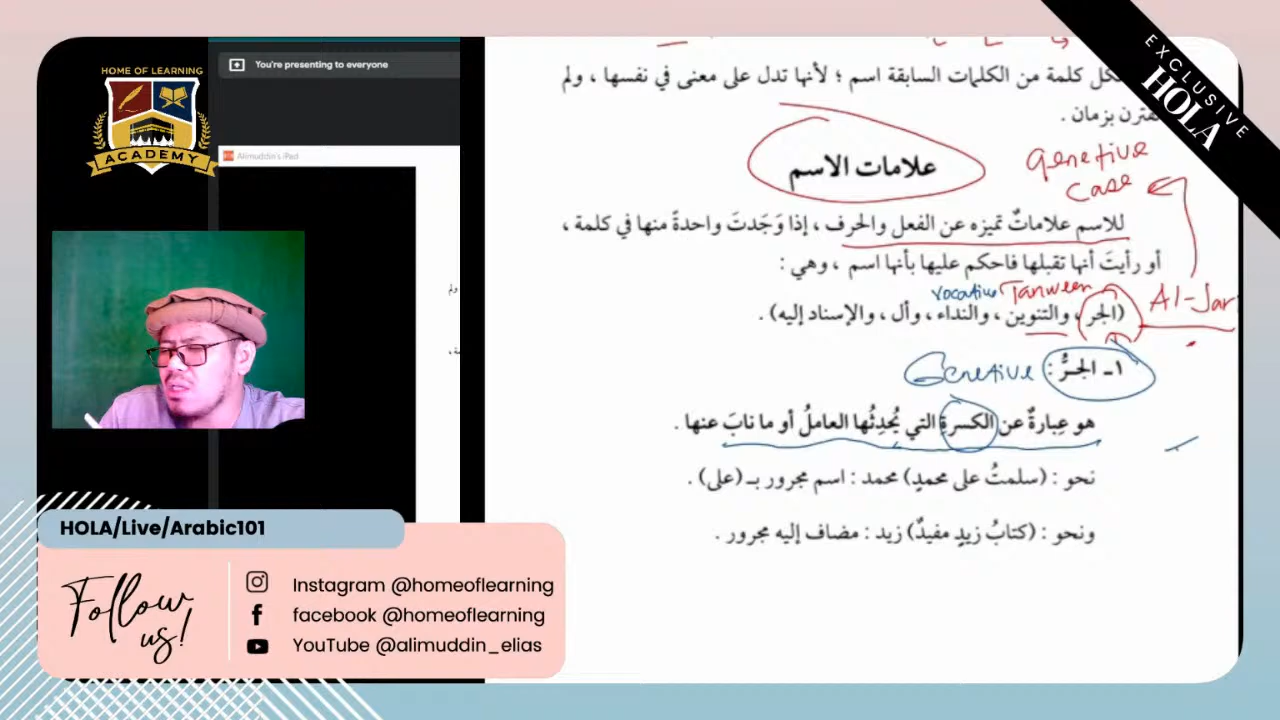 HOME OF LEARNING
ACADEMY
You're presenting to everyone
Alimuddin's iPad
EXCLUSIVE
HOLA
كل كلمة من الكلمات السابقة اسم ؛ لأنها تدل على معنى في نفسها ، ولم
تقترن بزمان .
علامات الاسم
Genetive
Case
للاسم علاماتٌ تميزه عن الفعل والحرف ، إذا وَجَدتَ واحدةً منها في كلمة ،
أو رأيتَ أنها تقبلها فاحكم عليها بأنها اسم ، وهي :
vocative Tanween
Al-Jar
(الجر ، والتنوين ، والنداء ، وأل ، والإسناد إليه) .
١ـ الجـرُّ :
Genetive
هو عِبارةٌ عن الكسرةِ التي يُحدِثُها العاملُ أو ما نابَ عنها .
نحو : (سلمتُ على محمدٍ) محمد : اسم مجرور بـ (على) .
ونحو : (كتابُ زيدٍ مفيدٌ) زيد : مضاف إليه مجرور .
ولم
مة ،
HOLA/Live/Arabic101
Follow us!
Instagram @homeoflearning
facebook @homeoflearning
YouTube @alimuddin_elias